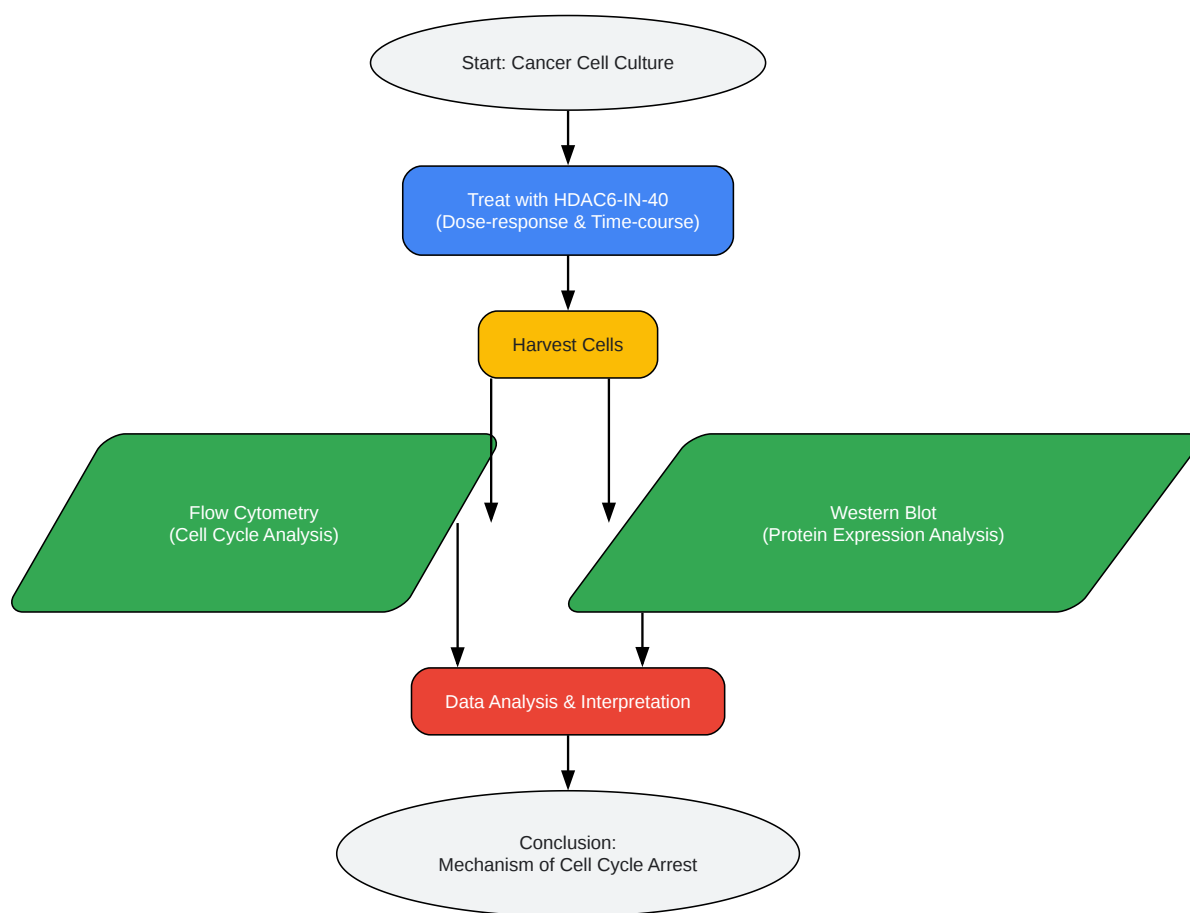 Start: Cancer Cell Culture
Treat with HDAC6-IN-40
(Dose-response & Time-course)
Harvest Cells
Flow Cytometry
(Cell Cycle Analysis)
Western Blot
(Protein Expression Analysis)
Data Analysis & Interpretation
Conclusion:
Mechanism of Cell Cycle Arrest